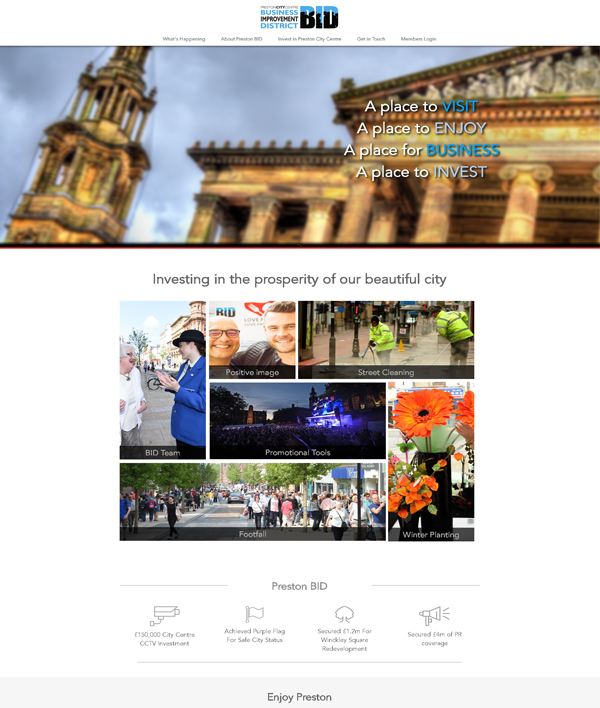 PRESTON CITY CENTRE
BUSINESS
IMPROVEMENT
DISTRICT
BID
What's Happening
About Preston BID
Invest in Preston City Centre
Get in Touch
Members Login
A place to VISIT
A place to ENJOY
A place for BUSINESS
A place to INVEST
Investing in the prosperity of our beautiful city
BID
Positive image
Street Cleaning
BID Team
Promotional Tools
Footfall
Winter Planting
Preston BID
£150,000 City Centre
CCTV Investment
Achieved Purple Flag
For Safe City Status
Secured £1.2m For
Winckley Square
Redevelopment
Secured £4m of PR
coverage
Enjoy Preston